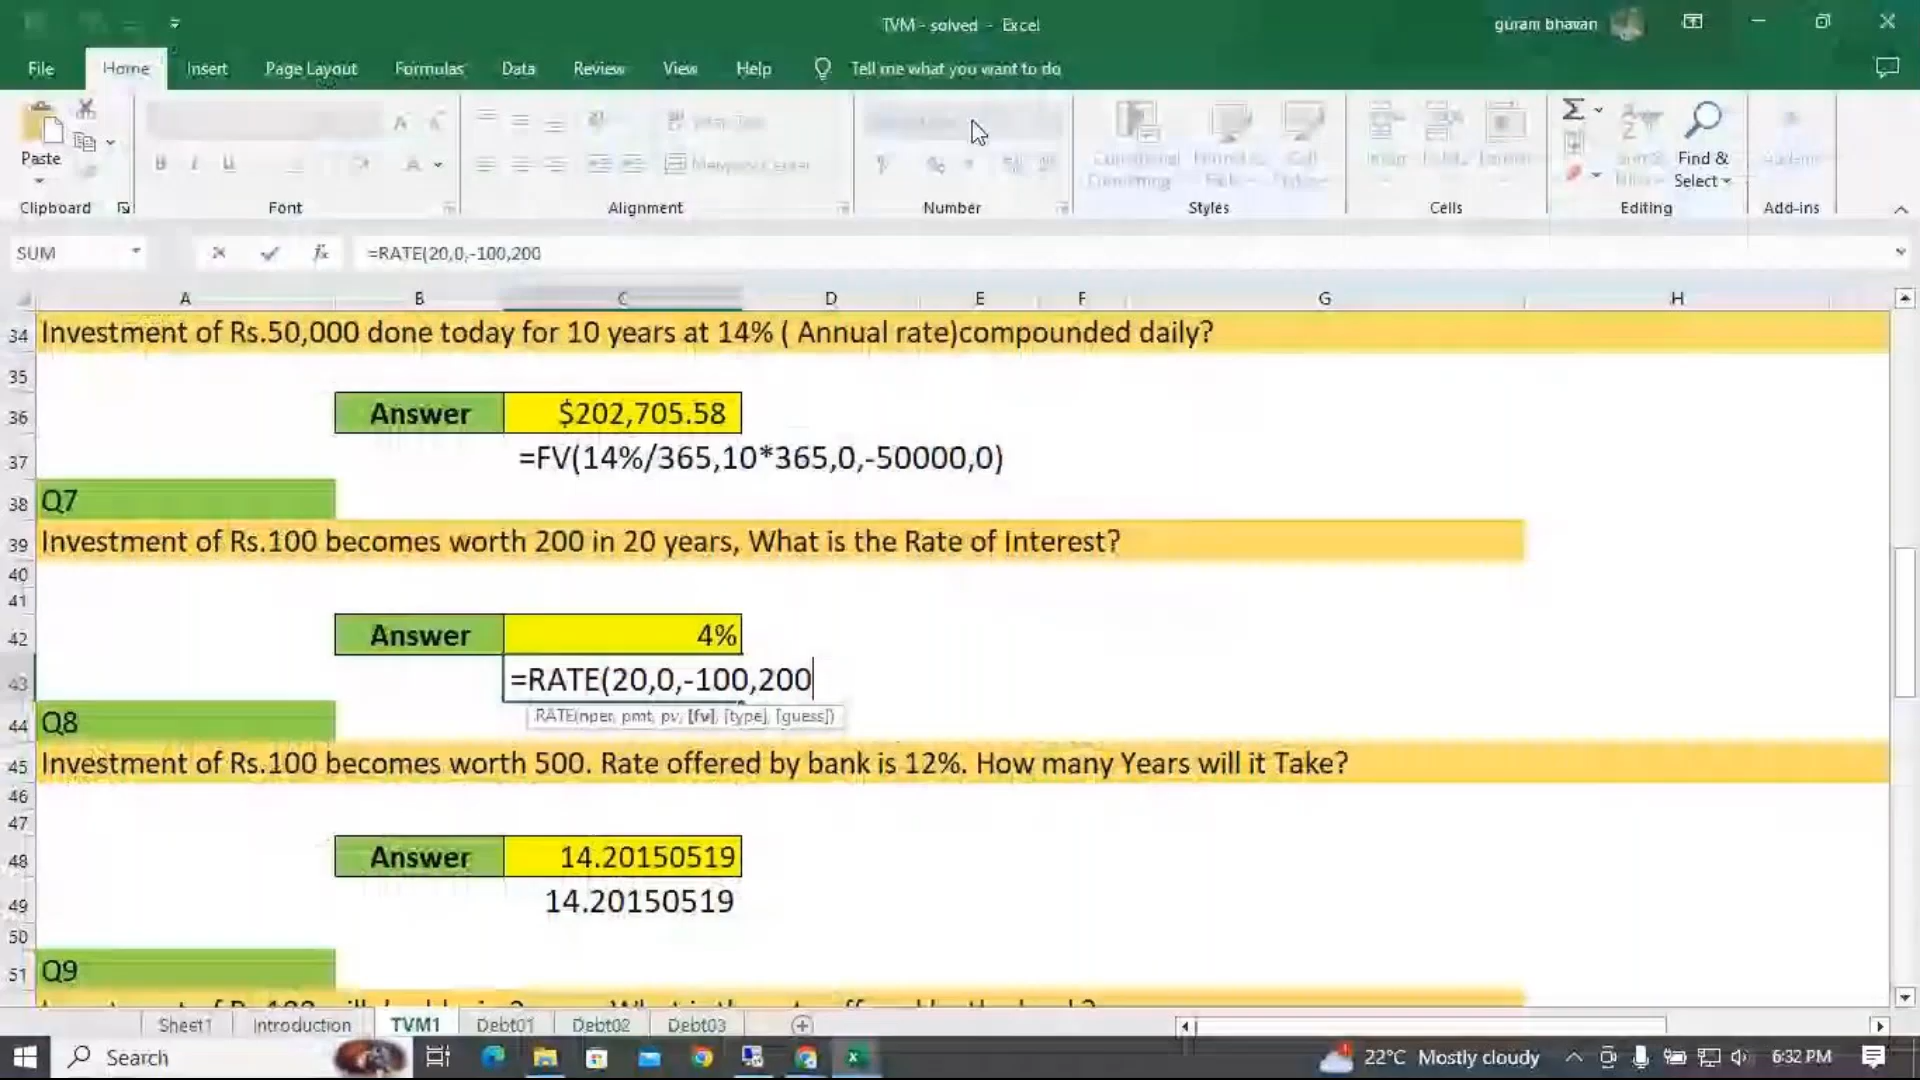 TVM - solved - Excel
guram bhavan
File Home Insert Page Layout Formulas Data Review View Help Tell me what you want to do
Paste
Find &
Select
Clipboard Font Alignment Number Styles Cells Editing Add-ins
SUM fx =RATE(20,0,-100,200
A B C D E F G H
34 Investment of Rs.50,000 done today for 10 years at 14% ( Annual rate)compounded daily?
35
36 Answer $202,705.58
37 =FV(14%/365,10*365,0,-50000,0)
38 Q7
39 Investment of Rs.100 becomes worth 200 in 20 years, What is the Rate of Interest?
40
41
42 Answer 4%
43 =RATE(20,0,-100,200
RATE(nper, pmt, pv, [fv], [type], [guess])
44 Q8
45 Investment of Rs.100 becomes worth 500. Rate offered by bank is 12%. How many Years will it Take?
46
47
48 Answer 14.20150519
49 14.20150519
50
51 Q9
Sheet1 Introduction TVM1 Debt01 Debt02 Debt03
Search 22°C Mostly cloudy 6:32 PM